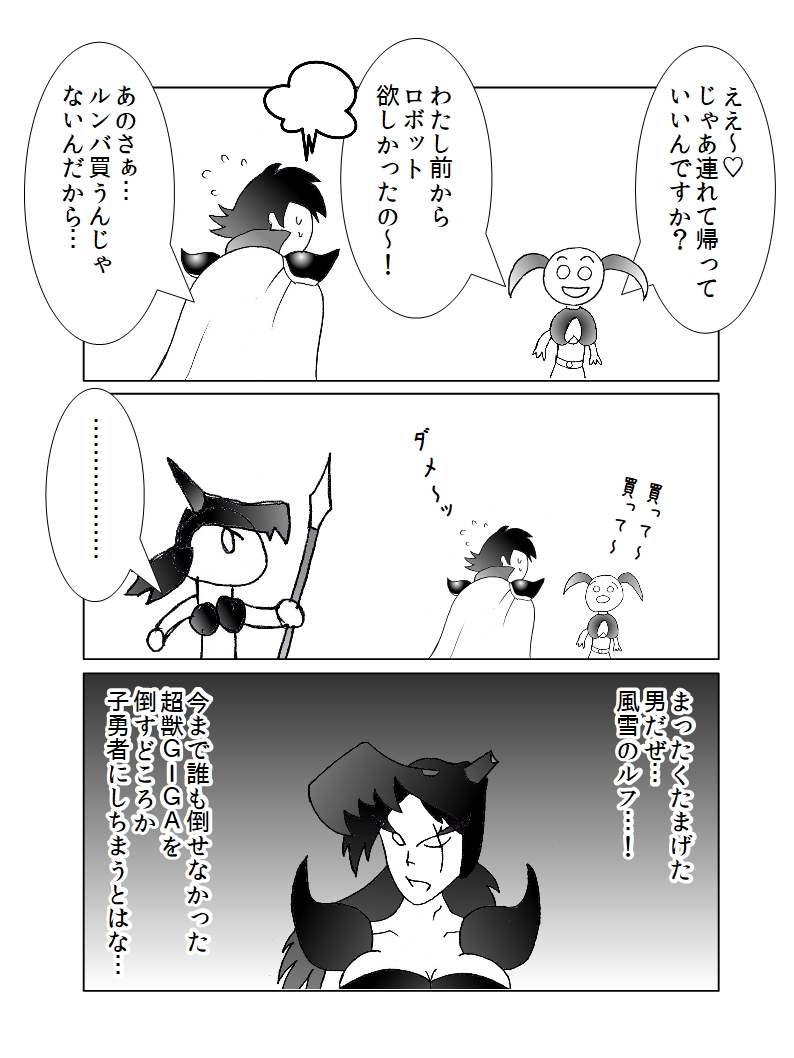 ええ～♡
じゃあ連れて帰って
いいんですか？
わたし前から
ロボット
欲しかったの～！
あのさぁ…
ルンバ買うんじゃ
ないんだから…
買って～
買って～
ダメ～ッ
………………
まったくたまげた
男だぜ…
風雪のルフ…！
今まで誰も倒せなかった
超獣GIGAを
倒すどころか
子勇者にしちまうとはな…